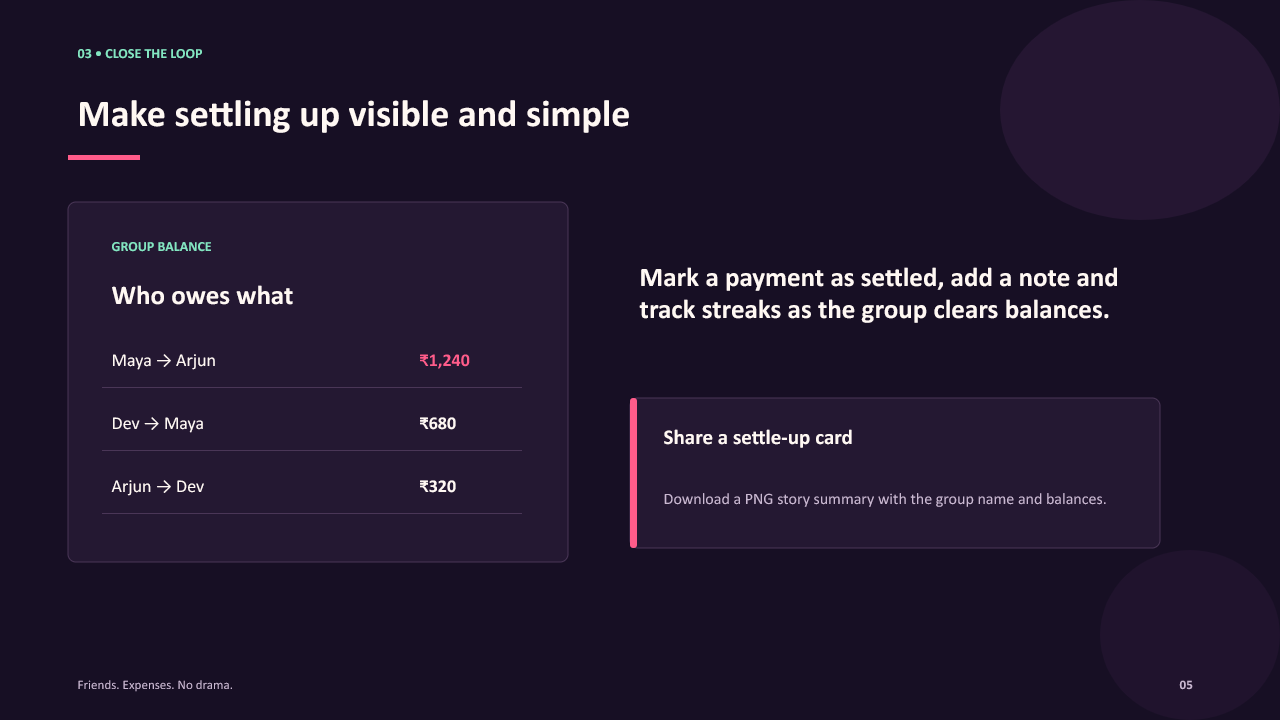 03 • CLOSE THE LOOP
Make settling up visible and simple
GROUP BALANCE
Who owes what
Maya → Arjun ₹1,240
Dev → Maya ₹680
Arjun → Dev ₹320
Mark a payment as settled, add a note and
track streaks as the group clears balances.
Share a settle-up card
Download a PNG story summary with the group name and balances.
Friends. Expenses. No drama.
05